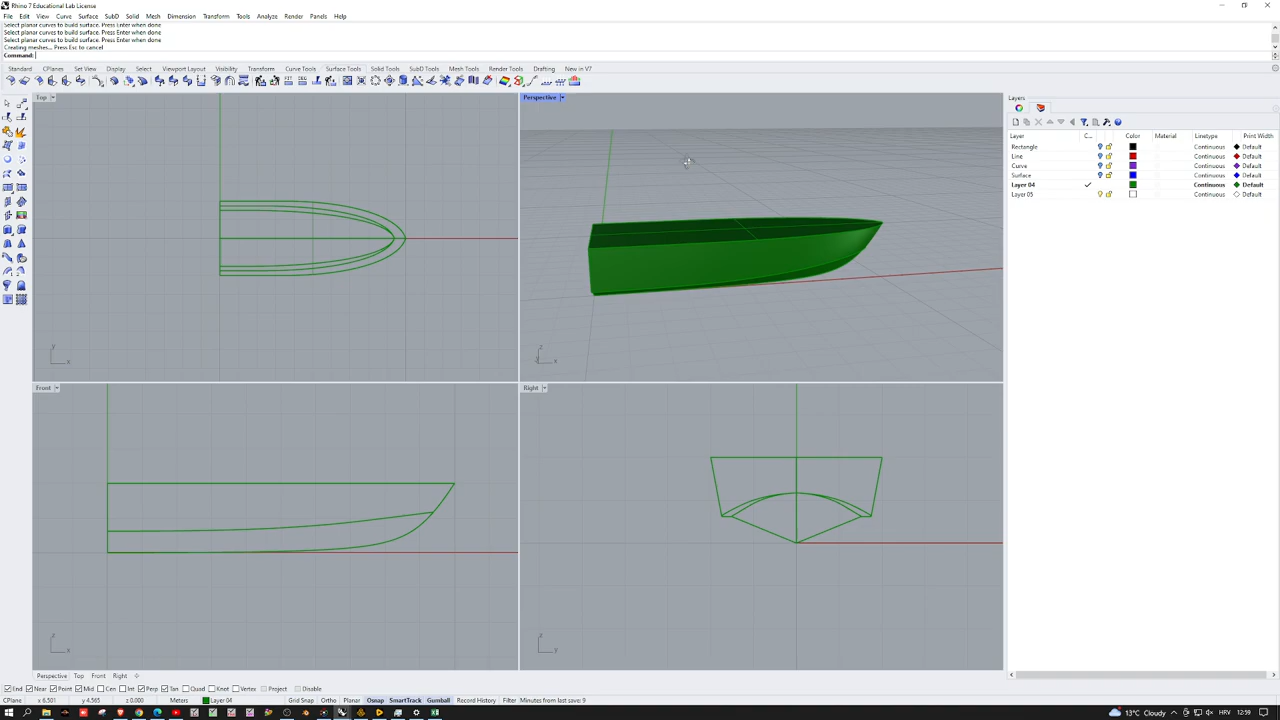 Rhino 7 Educational Lab License
File Edit View Curve Surface SubD Solid Mesh Dimension Transform Tools Analyze Render Panels Help
Select planar curves to build surface. Press Enter when done
Select planar curves to build surface. Press Enter when done
Select planar curves to build surface. Press Enter when done
Creating meshes... Press Esc to cancel
Command:
Standard CPlanes Set View Display Select Viewport Layout Visibility Transform Curve Tools Surface Tools Solid Tools SubD Tools Mesh Tools Render Tools Drafting New in V7
Top
Perspective
Layers
Layer C... Color Material Linetype Print Width
Rectangle Continuous Default
Line Continuous Default
Curve Continuous Default
Surface Continuous Default
Layer 04 Continuous Default
Layer 05 Continuous Default
y
x
z
x
Front
Right
z
x
z
y
Perspective Top Front Right
End Near Point Mid Cen Int Perp Tan Quad Knot Vertex Project Disable
CPlane x 6.501 y 4.565 z 0.000 Meters Layer 04 Grid Snap Ortho Planar Osnap SmartTrack Gumball Record History Filter Minutes from last save: 9
13°C Cloudy HRV 12:59